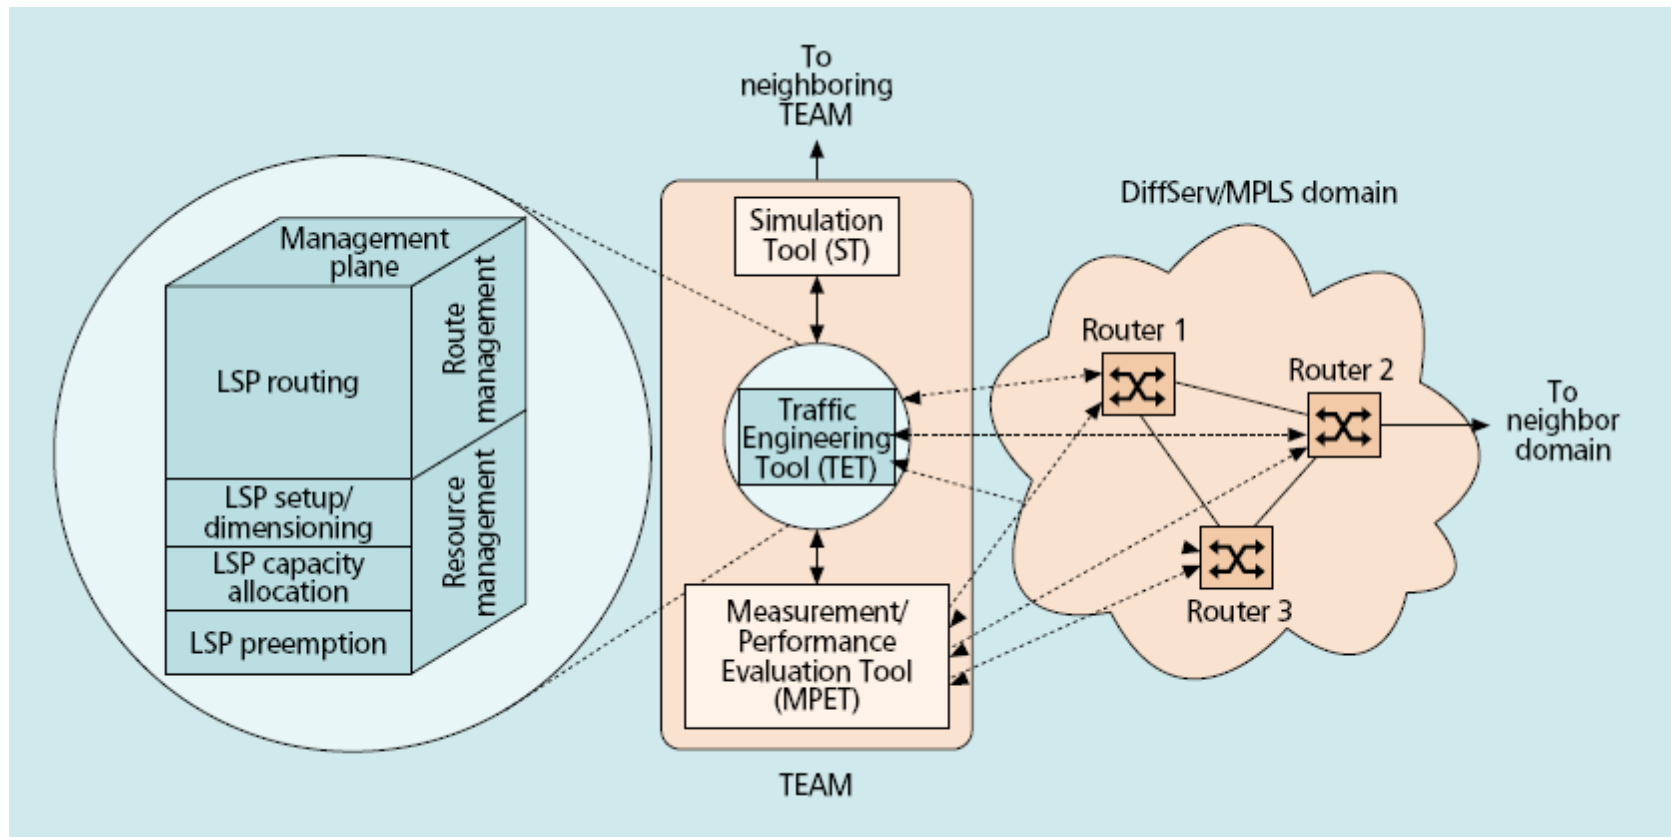 To
neighboring
TEAM
Management
plane
LSP routing
Route
management
LSP setup/
dimensioning
LSP capacity
allocation
LSP preemption
Resource
management
Simulation
Tool (ST)
Traffic
Engineering
Tool (TET)
Measurement/
Performance
Evaluation Tool
(MPET)
TEAM
DiffServ/MPLS domain
Router 1
Router 2
Router 3
To
neighbor
domain